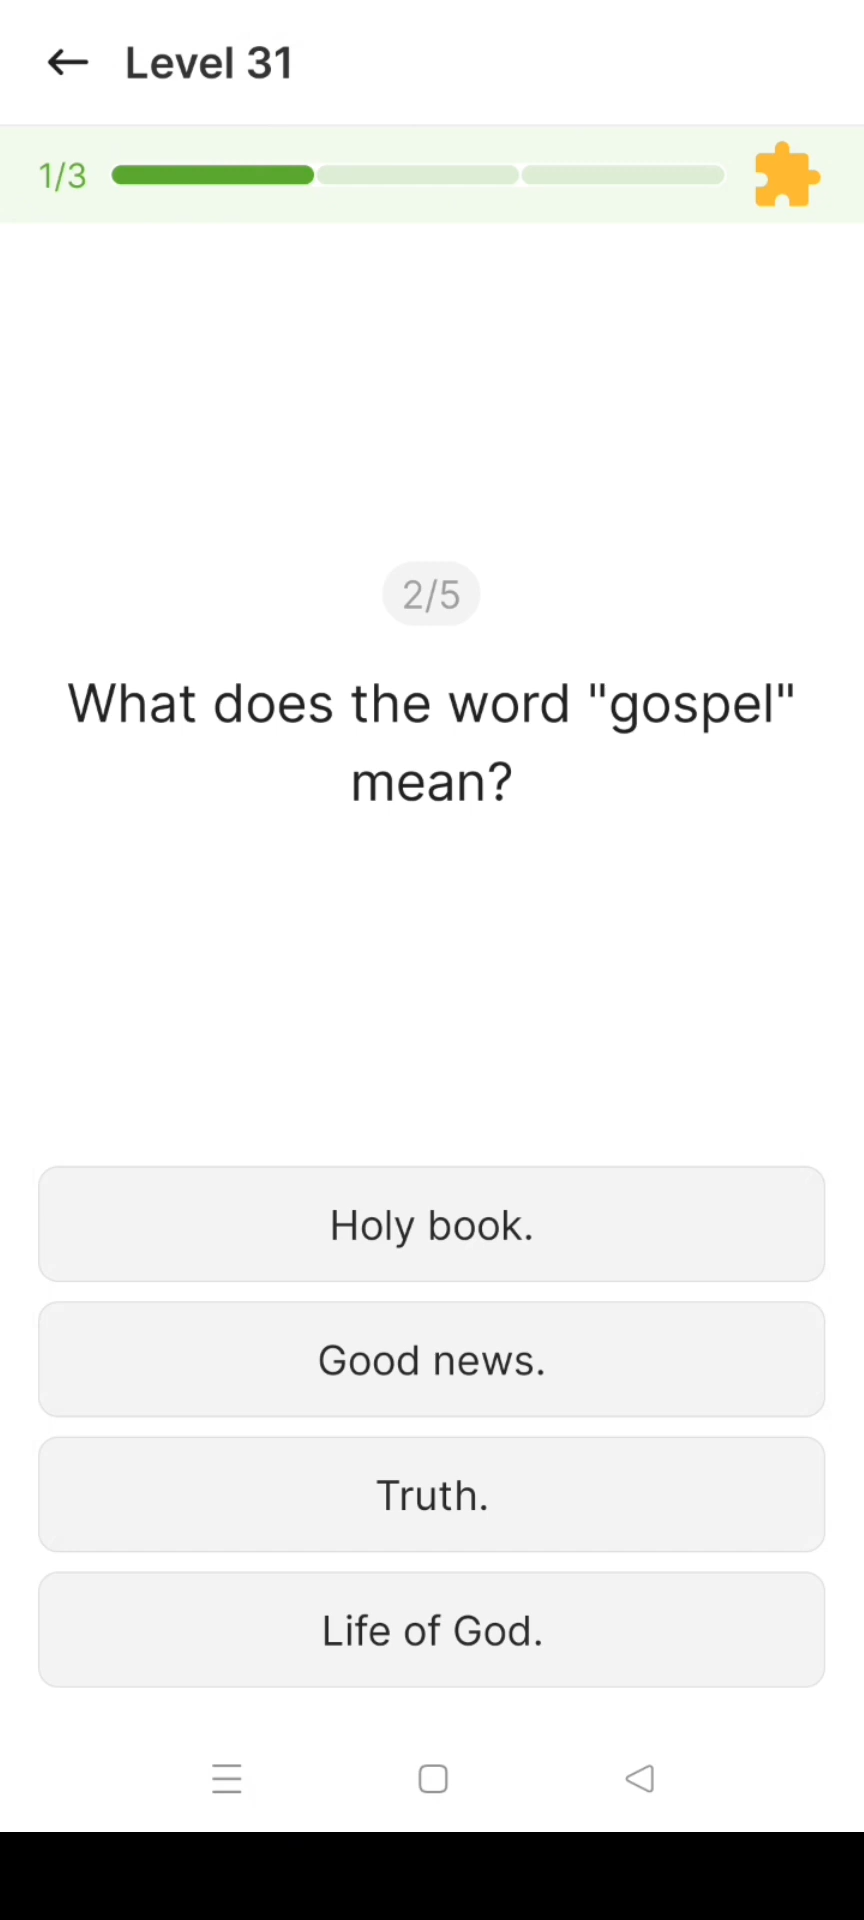 Level 31
1/3
2/5
What does the word "gospel"
mean?
Holy book.
Good news.
Truth.
Life of God.